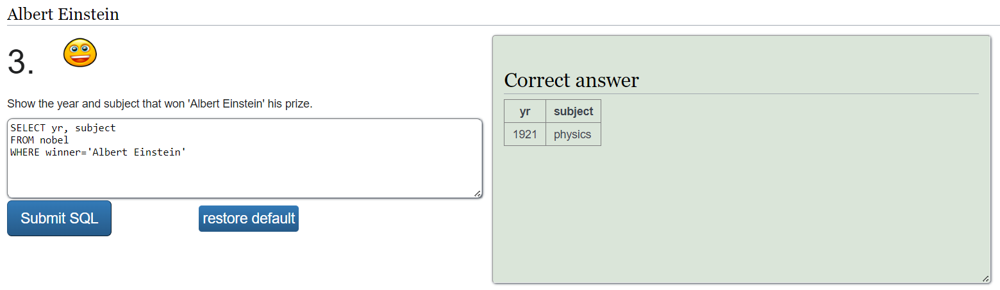 Albert Einstein
3.
Show the year and subject that won 'Albert Einstein' his prize.
SELECT yr, subject
FROM nobel
WHERE winner='Albert Einstein'
Submit SQL
restore default
Correct answer
yr subject
1921 physics